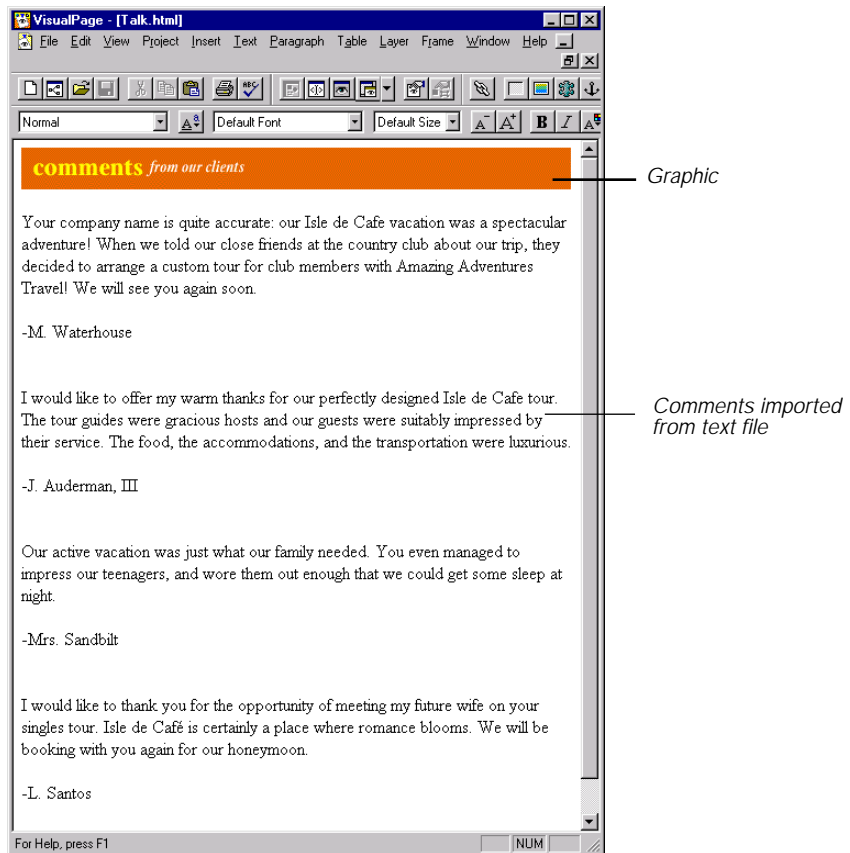 VisualPage - [Talk.html]
File Edit View Project Insert Text Paragraph Table Layer Frame Window Help
ABC
Normal
A a
Default Font
Default Size
A- A+ B I A
comments from our clients
Graphic
Your company name is quite accurate: our Isle de Cafe vacation was a spectacular
adventure! When we told our close friends at the country club about our trip, they
decided to arrange a custom tour for club members with Amazing Adventures
Travel! We will see you again soon.
-M. Waterhouse
I would like to offer my warm thanks for our perfectly designed Isle de Cafe tour.
The tour guides were gracious hosts and our guests were suitably impressed by
their service. The food, the accommodations, and the transportation were luxurious.
Comments imported
from text file
-J. Auderman, III
Our active vacation was just what our family needed. You even managed to
impress our teenagers, and wore them out enough that we could get some sleep at
night.
-Mrs. Sandbilt
I would like to thank you for the opportunity of meeting my future wife on your
singles tour. Isle de Café is certainly a place where romance blooms. We will be
booking with you again for our honeymoon.
-L. Santos
For Help, press F1
NUM